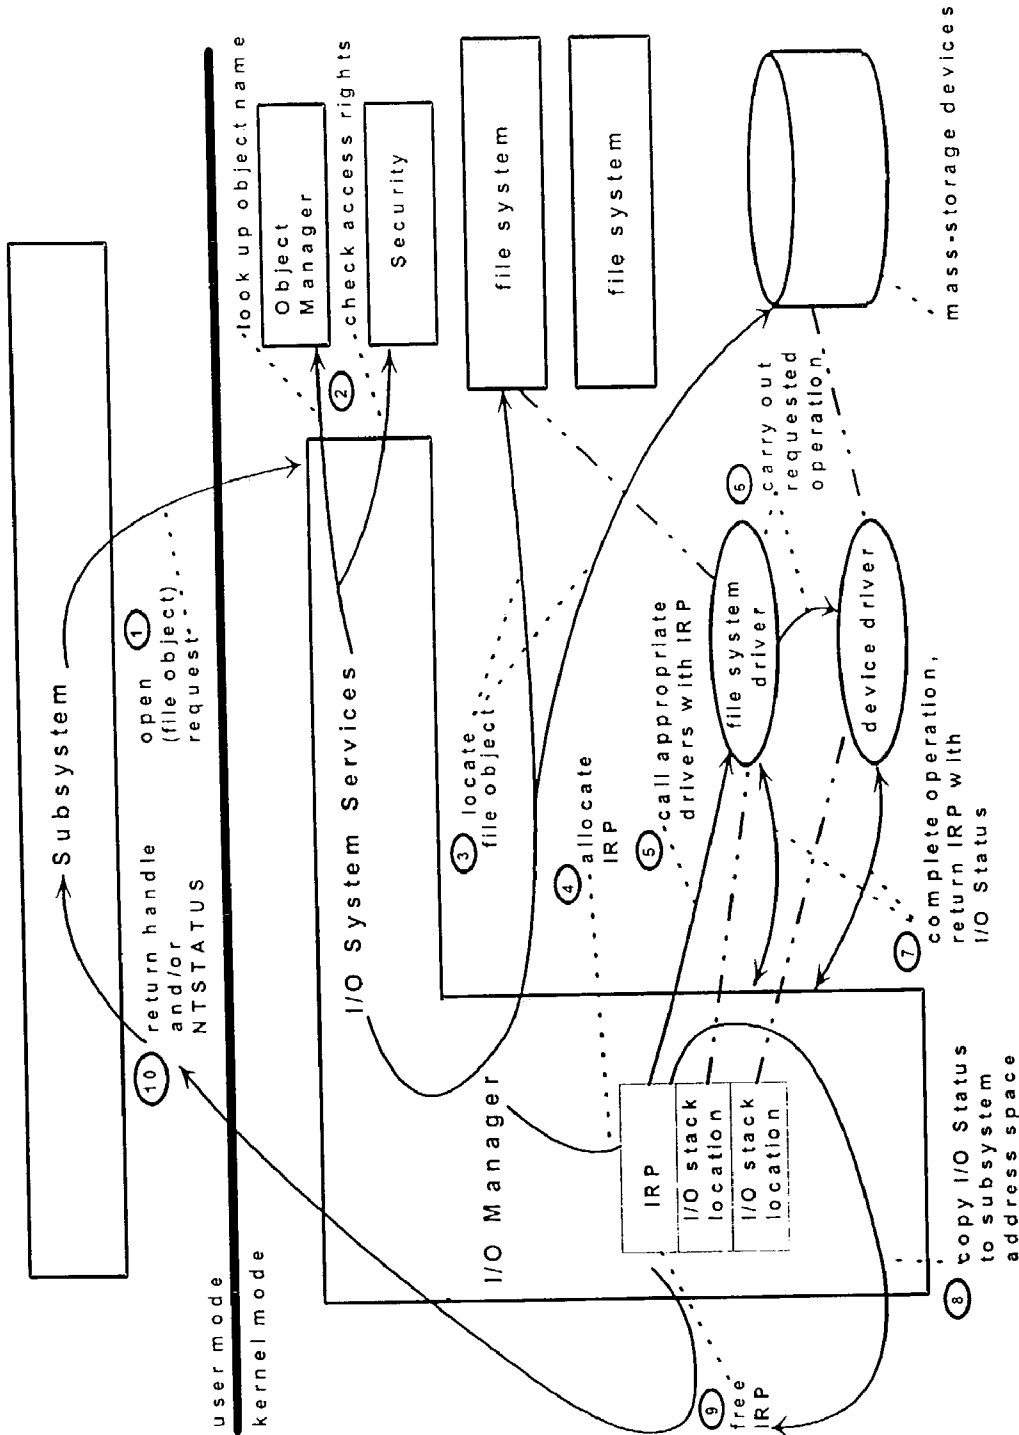 Subsystem
user mode
kernel mode
1
open
(file object)
request
10
return handle
and/or
NTSTATUS
look up object name
Object
Manager
2
check access rights
Security
I/O System Services
file system
file system
3
locate
file object
I/O Manager
4
allocate
IRP
5
call appropriate
drivers with IRP
IRP
I/O stack
location
I/O stack
location
file system
driver
device driver
6
carry out
requested
operation
mass-storage devices
7
complete operation,
return IRP with
I/O Status
8
copy I/O Status
to subsystem
address space
9
free
IRP